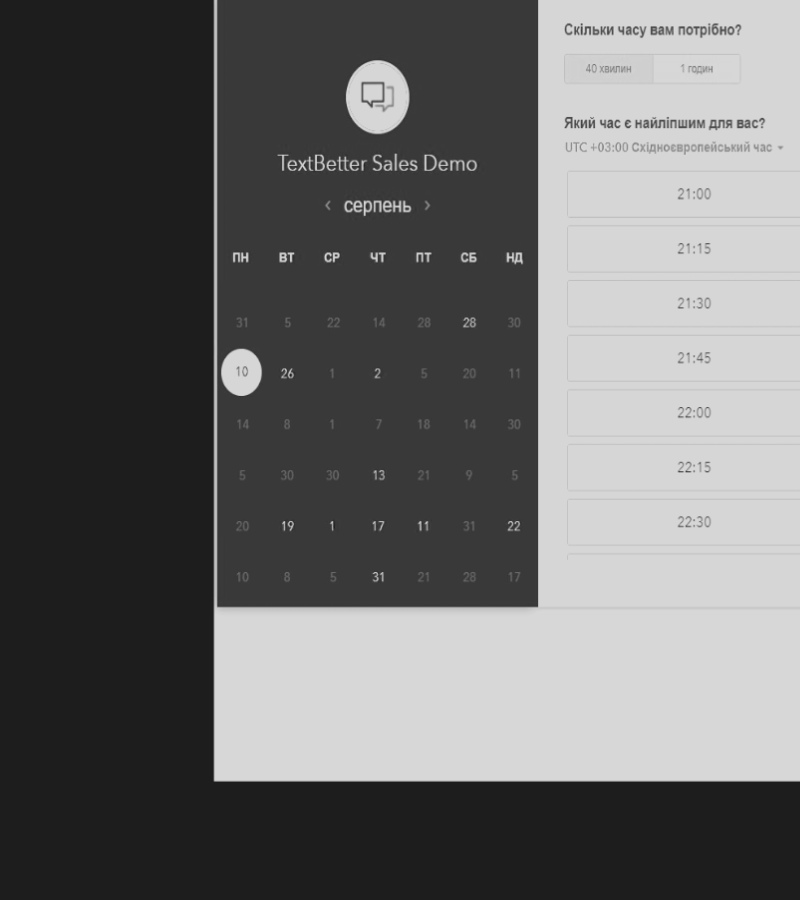 Скільки часу вам потрібно?
40 хвилин 1 годин
TextBetter Sales Demo
‹ серпень ›
ПН ВТ СР ЧТ ПТ СБ НД
31 5 22 14 28 28 30
10 26 1 2 5 20 11
14 8 1 7 18 14 30
5 30 30 13 21 9 5
20 19 1 17 11 31 22
10 8 5 31 21 28 17
Який час є найліпшим для вас?
UTC +03:00 Східноєвропейський час
21:00
21:15
21:30
21:45
22:00
22:15
22:30